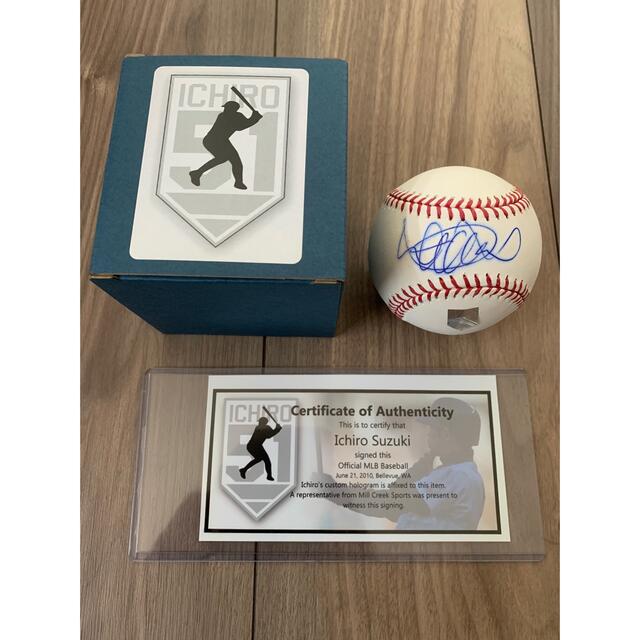 ICHIRO
51
ICHIRO
51
Certificate of Authenticity
This is to certify that
Ichiro Suzuki
signed this
Official MLB Baseball
June 21, 2010, Bellevue, WA
Ichiro's custom hologram is affixed to this item.
A representative from Mill Creek Sports was present to
witness this signing.